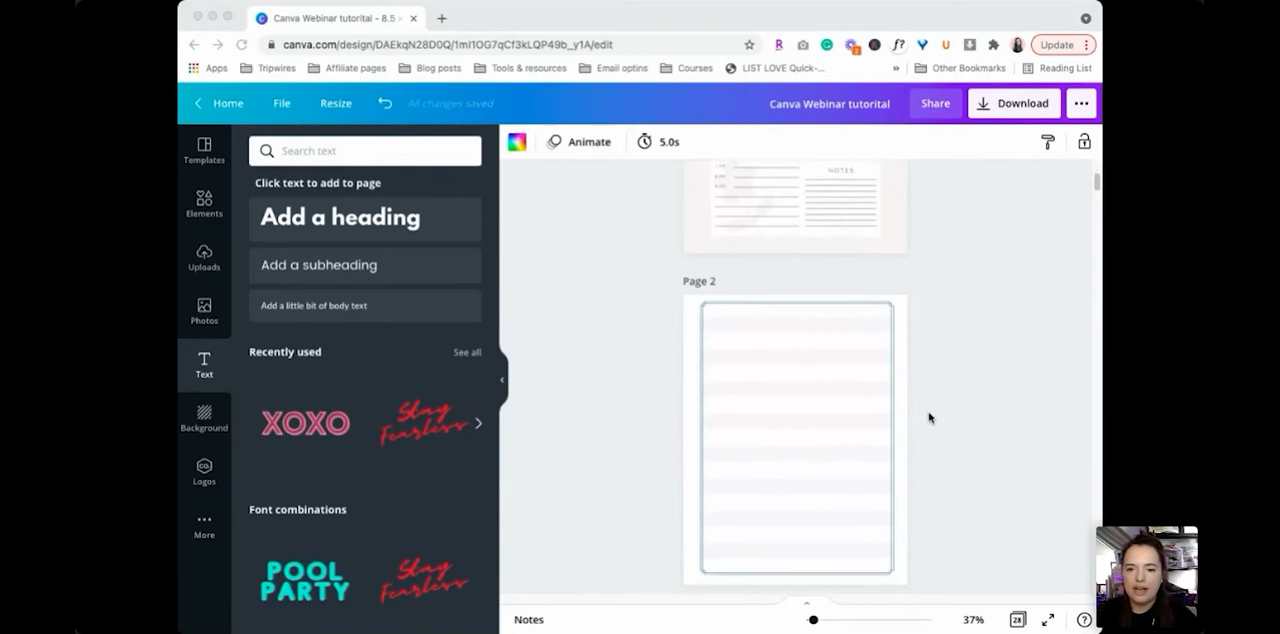 Canva Webinar tutorital - 8.5 ×
canva.com/design/DAEkqN28D0Q/1mI1OG7qCf3kLQP49b_y1A/edit
Update
Apps Tripwires Affiliate pages Blog posts Tools & resources Email optins Courses LIST LOVE Quick-... » Other Bookmarks Reading List
Home File Resize All changes saved Canva Webinar tutorital Share Download
Templates
Elements
Uploads
Photos
Text
Background
Logos
More
Search text
Click text to add to page
Add a heading
Add a subheading
Add a little bit of body text
Recently used See all
XOXO
Stay Fearless
Font combinations
POOL PARTY
Stay Fearless
Animate 5.0s
NOTES
Page 2
Notes 37% 28